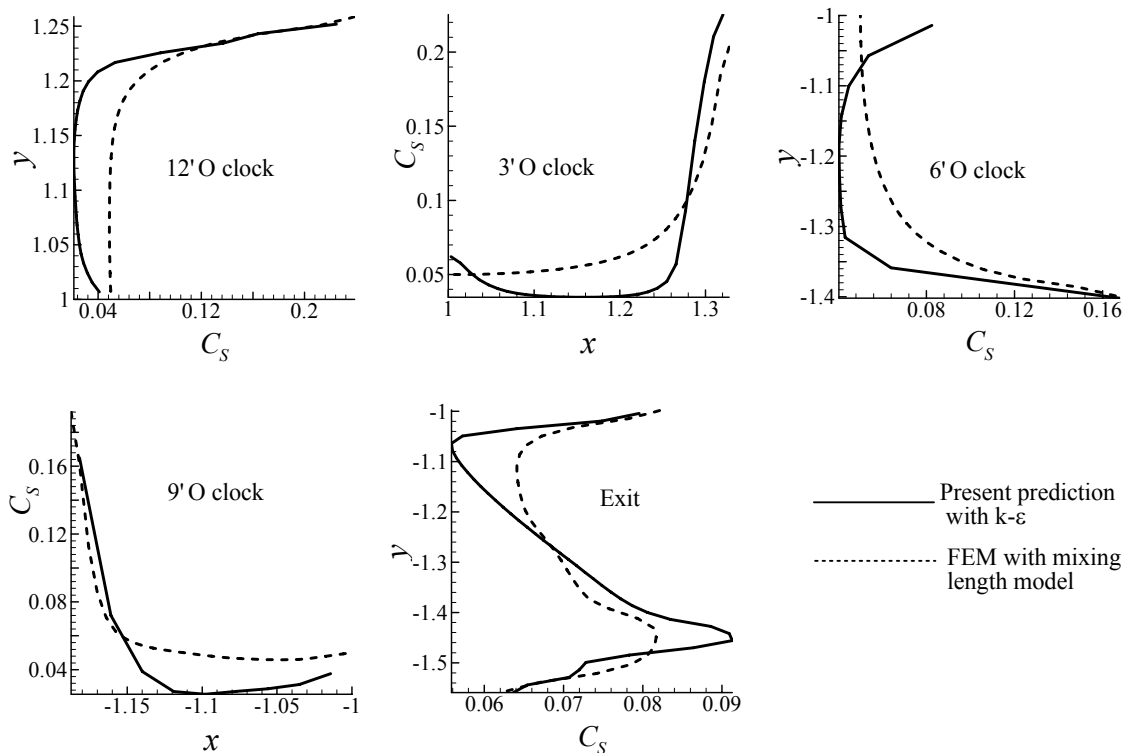 1.25
1.2
1.15
1.1
1.05
1
y
12'O clock
0.04
0.12
0.2
C_S
0.2
0.15
0.1
0.05
C_S
3'O clock
1
1.1
1.2
1.3
x
-1
-1.1
-1.2
-1.3
-1.4
y
6'O clock
0.08
0.12
0.16
C_S
0.16
0.12
0.08
0.04
C_S
9'O clock
-1.15
-1.1
-1.05
-1
x
-1
-1.1
-1.2
-1.3
-1.4
-1.5
y
Exit
0.06
0.07
0.08
0.09
C_S
Present prediction
with k-ε
FEM with mixing
length model